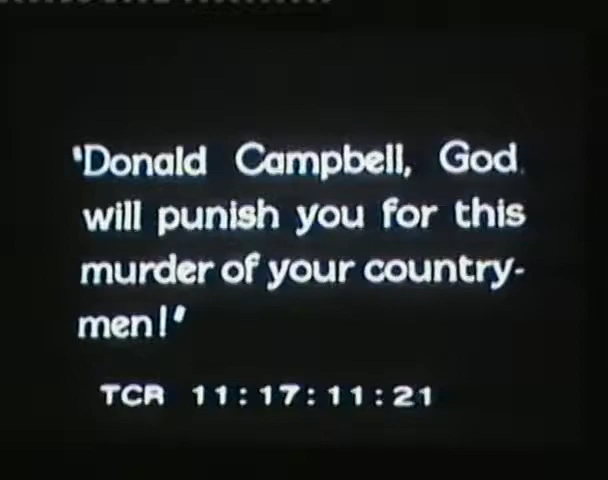 'Donald Campbell, God
will punish you for this
murder of your country-
men!'
TCR 11:17:11:21